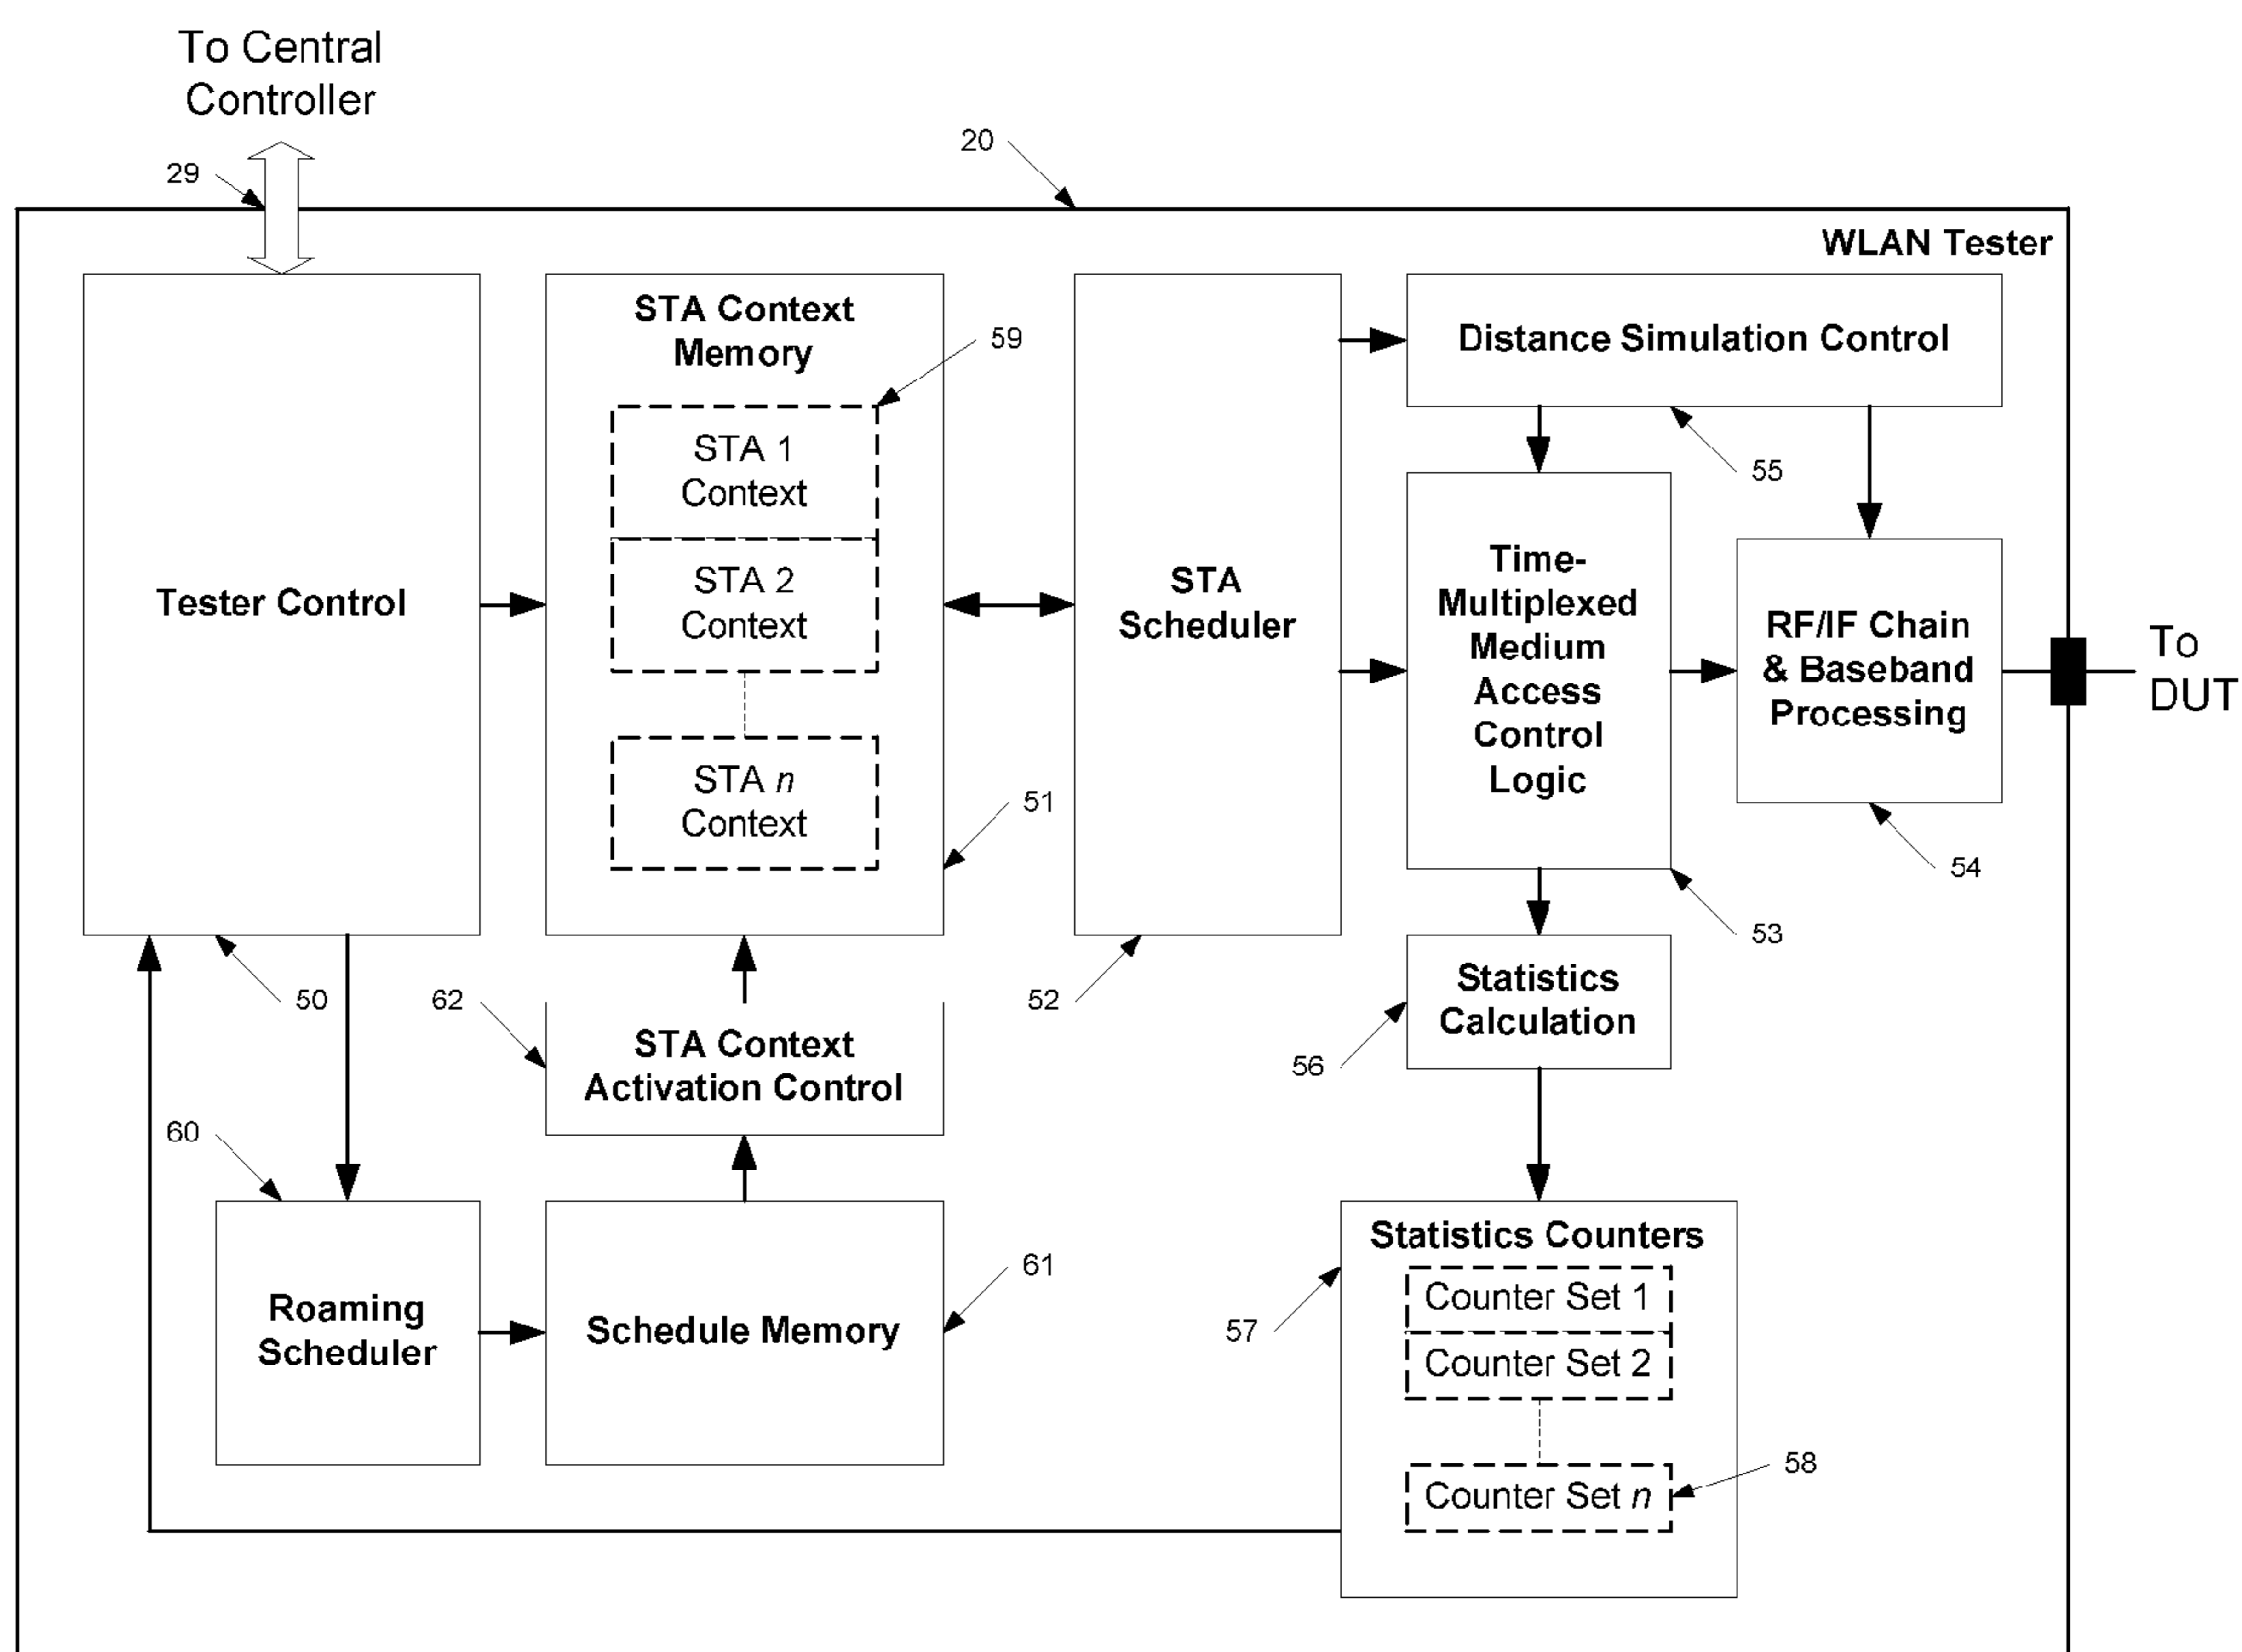 To Central
Controller
29
20
WLAN Tester
Tester Control
STA Context
Memory
59
STA 1
Context
STA 2
Context
STA n
Context
51
STA
Scheduler
Distance Simulation Control
55
Time-
Multiplexed
Medium
Access
Control
Logic
RF/IF Chain
& Baseband
Processing
To
DUT
54
53
50
62
52
STA Context
Activation Control
Statistics
Calculation
56
60
Roaming
Scheduler
Schedule Memory
61
Statistics Counters
57
Counter Set 1
Counter Set 2
Counter Set n
58